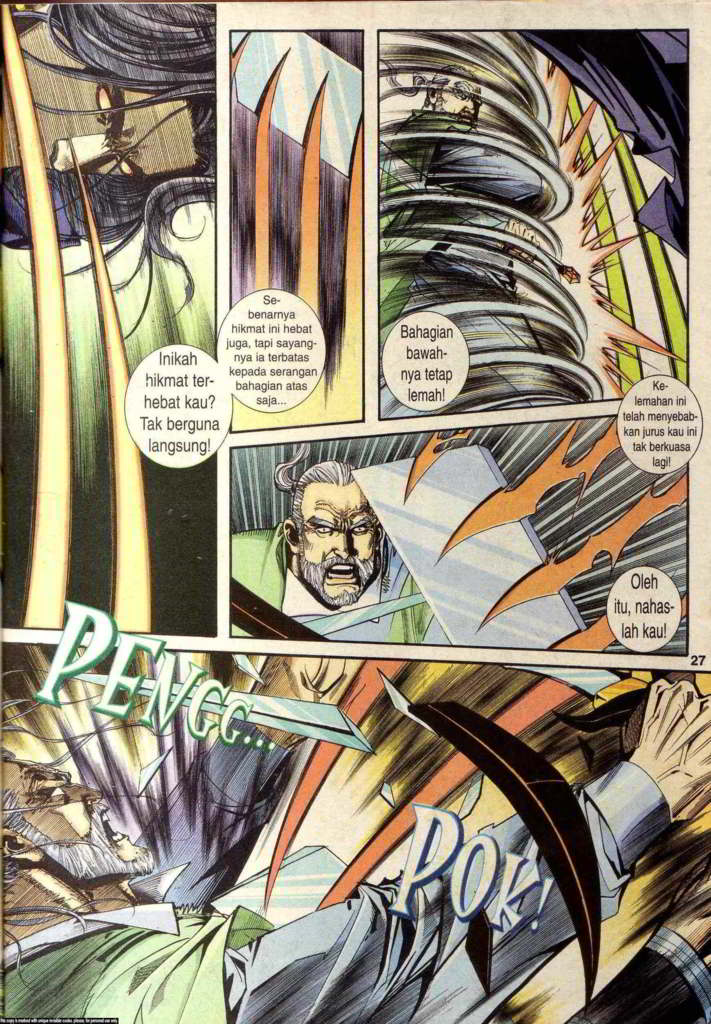 Inikah
hikmat ter-
hebat kau?
Tak berguna
langsung!
Se-
benarnya
hikmat ini hebat
juga, tapi sayang-
nya ia terbatas
kepada serangan
bahagian atas
saja...
Bahagian
bawah-
nya tetap
lemah!
Ke-
lemahan ini
telah menyebab-
kan jurus kau ini
tak berkuasa
lagi!
Oleh
itu, nahas-
lah kau!
27
PENGG...
POK!